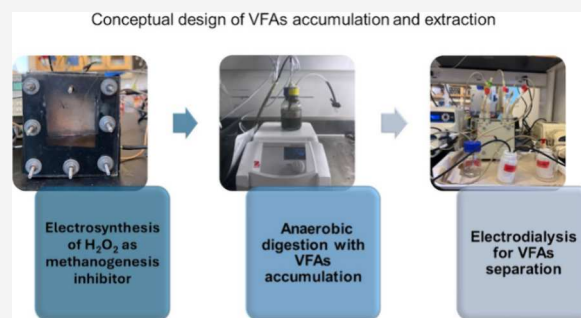 Conceptual design of VFAs accumulation and extraction
Electrosynthesis
of H₂O₂ as
methanogenesis
inhibitor
Anaerobic
digestion with
VFAs
accumulation
Electrodialysis
for VFAs
separation